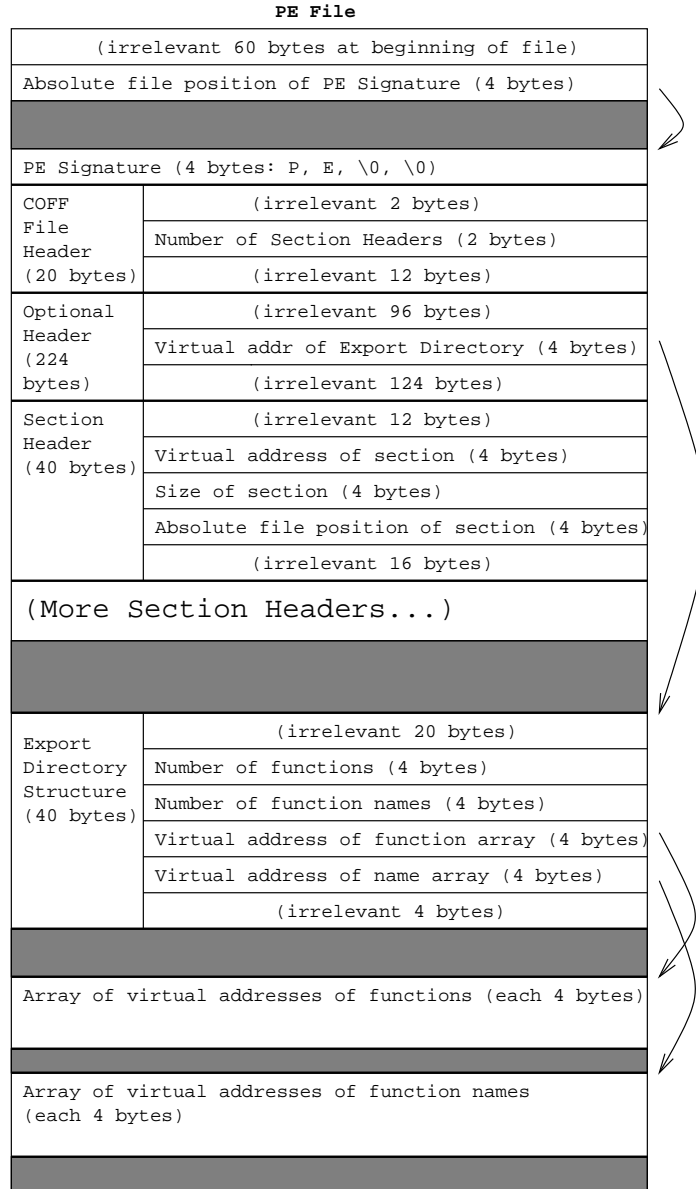 PE File
(irrelevant 60 bytes at beginning of file)
Absolute file position of PE Signature (4 bytes)
PE Signature (4 bytes: P, E, \0, \0)
COFF
File
Header
(20 bytes)
(irrelevant 2 bytes)
Number of Section Headers (2 bytes)
(irrelevant 12 bytes)
Optional
Header
(224
bytes)
(irrelevant 96 bytes)
Virtual addr of Export Directory (4 bytes)
(irrelevant 124 bytes)
Section
Header
(40 bytes)
(irrelevant 12 bytes)
Virtual address of section (4 bytes)
Size of section (4 bytes)
Absolute file position of section (4 bytes)
(irrelevant 16 bytes)
(More Section Headers...)
Export
Directory
Structure
(40 bytes)
(irrelevant 20 bytes)
Number of functions (4 bytes)
Number of function names (4 bytes)
Virtual address of function array (4 bytes)
Virtual address of name array (4 bytes)
(irrelevant 4 bytes)
Array of virtual addresses of functions (each 4 bytes)
Array of virtual addresses of function names
(each 4 bytes)